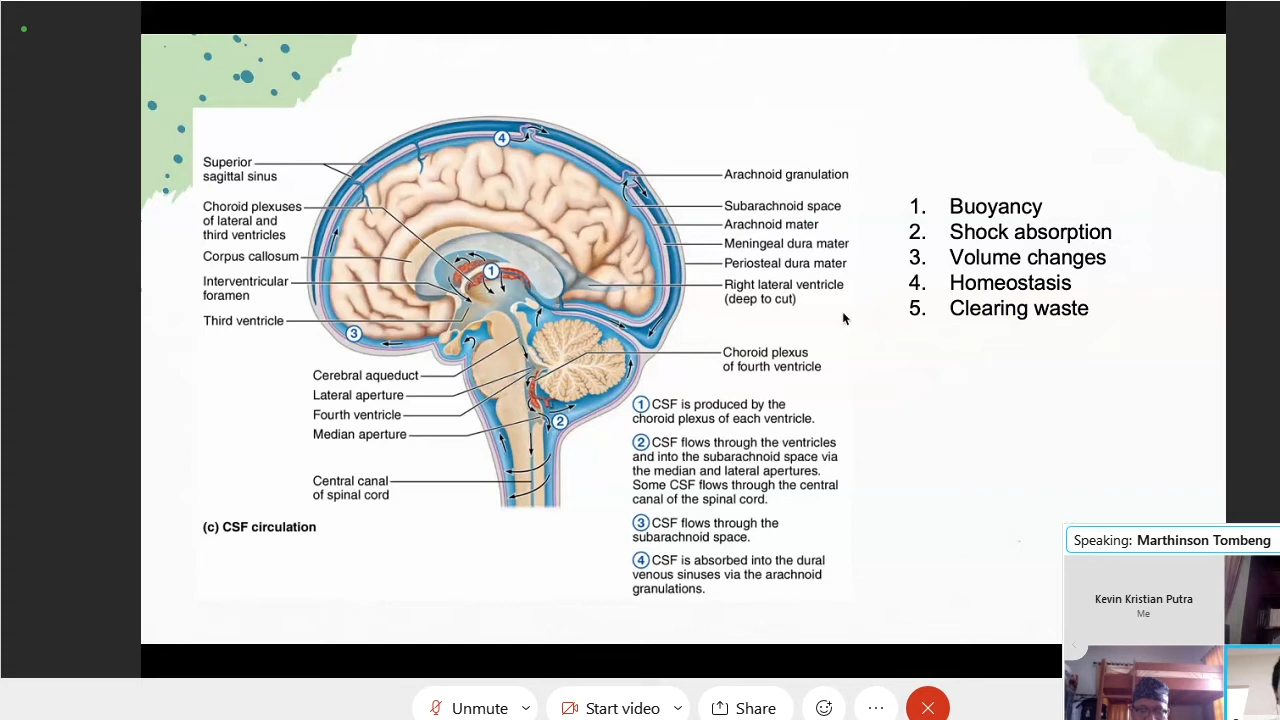 Superior
sagittal sinus
Choroid plexuses
of lateral and
third ventricles
Corpus callosum
Interventricular
foramen
Third ventricle
Cerebral aqueduct
Lateral aperture
Fourth ventricle
Median aperture
Central canal
of spinal cord
(c) CSF circulation
4
1
3
2
Arachnoid granulation
Subarachnoid space
Arachnoid mater
Meningeal dura mater
Periosteal dura mater
Right lateral ventricle
(deep to cut)
Choroid plexus
of fourth ventricle
1 CSF is produced by the
choroid plexus of each ventricle.
2 CSF flows through the ventricles
and into the subarachnoid space via
the median and lateral apertures.
Some CSF flows through the central
canal of the spinal cord.
3 CSF flows through the
subarachnoid space.
4 CSF is absorbed into the dural
venous sinuses via the arachnoid
granulations.
1. Buoyancy
2. Shock absorption
3. Volume changes
4. Homeostasis
5. Clearing waste
Speaking: Marthinson Tombeng
Kevin Kristian Putra
Me
Unmute
Start video
Share